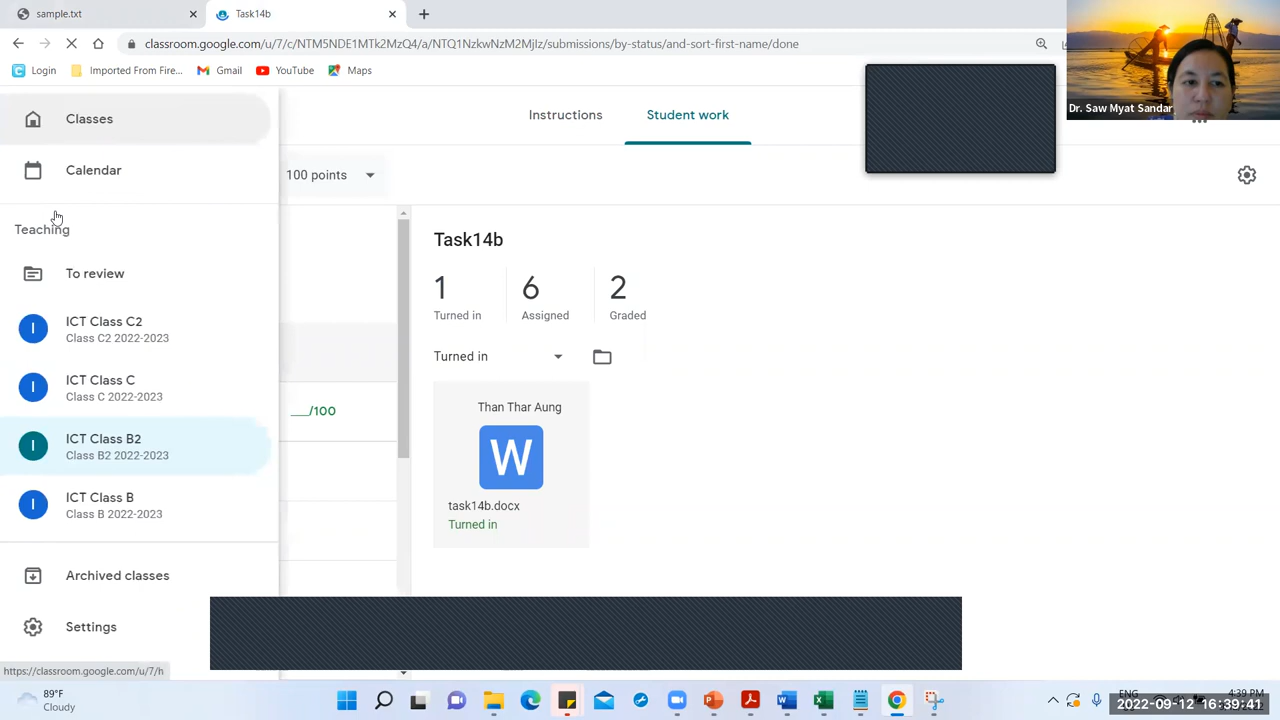 sample.txt
Task14b
classroom.google.com/u/7/c/
/submissions/by-status/and-sort-first-name/done
Login
Imported From Fire...
Gmail
YouTube
Maps
Dr. Saw Myat Sandar
Classes
Calendar
Teaching
To review
ICT Class C2
Class C2 2022-2023
ICT Class C
Class C 2022-2023
ICT Class B2
Class B2 2022-2023
ICT Class B
Class B 2022-2023
Archived classes
Settings
Instructions
Student work
100 points
___/100
Task14b
1
6
2
Turned in
Assigned
Graded
Turned in
Than Thar Aung
W
task14b.docx
Turned in
https://classroom.google.com/u/7/h
89°F
Cloudy
ENG
4:39 PM
2022-09-12 16:39:41